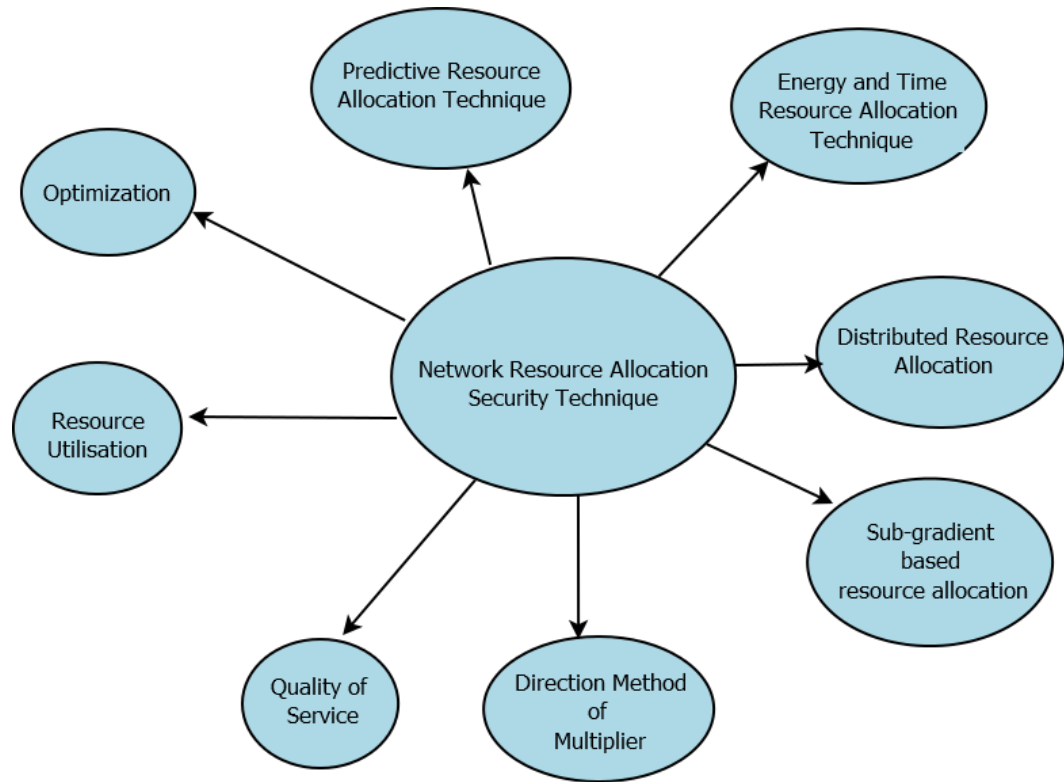 Predictive Resource
Allocation Technique
Energy and Time
Resource Allocation
Technique
Optimization
Network Resource Allocation
Security Technique
Distributed Resource
Allocation
Resource
Utilisation
Sub-gradient
based
resource allocation
Quality of
Service
Direction Method
of
Multiplier